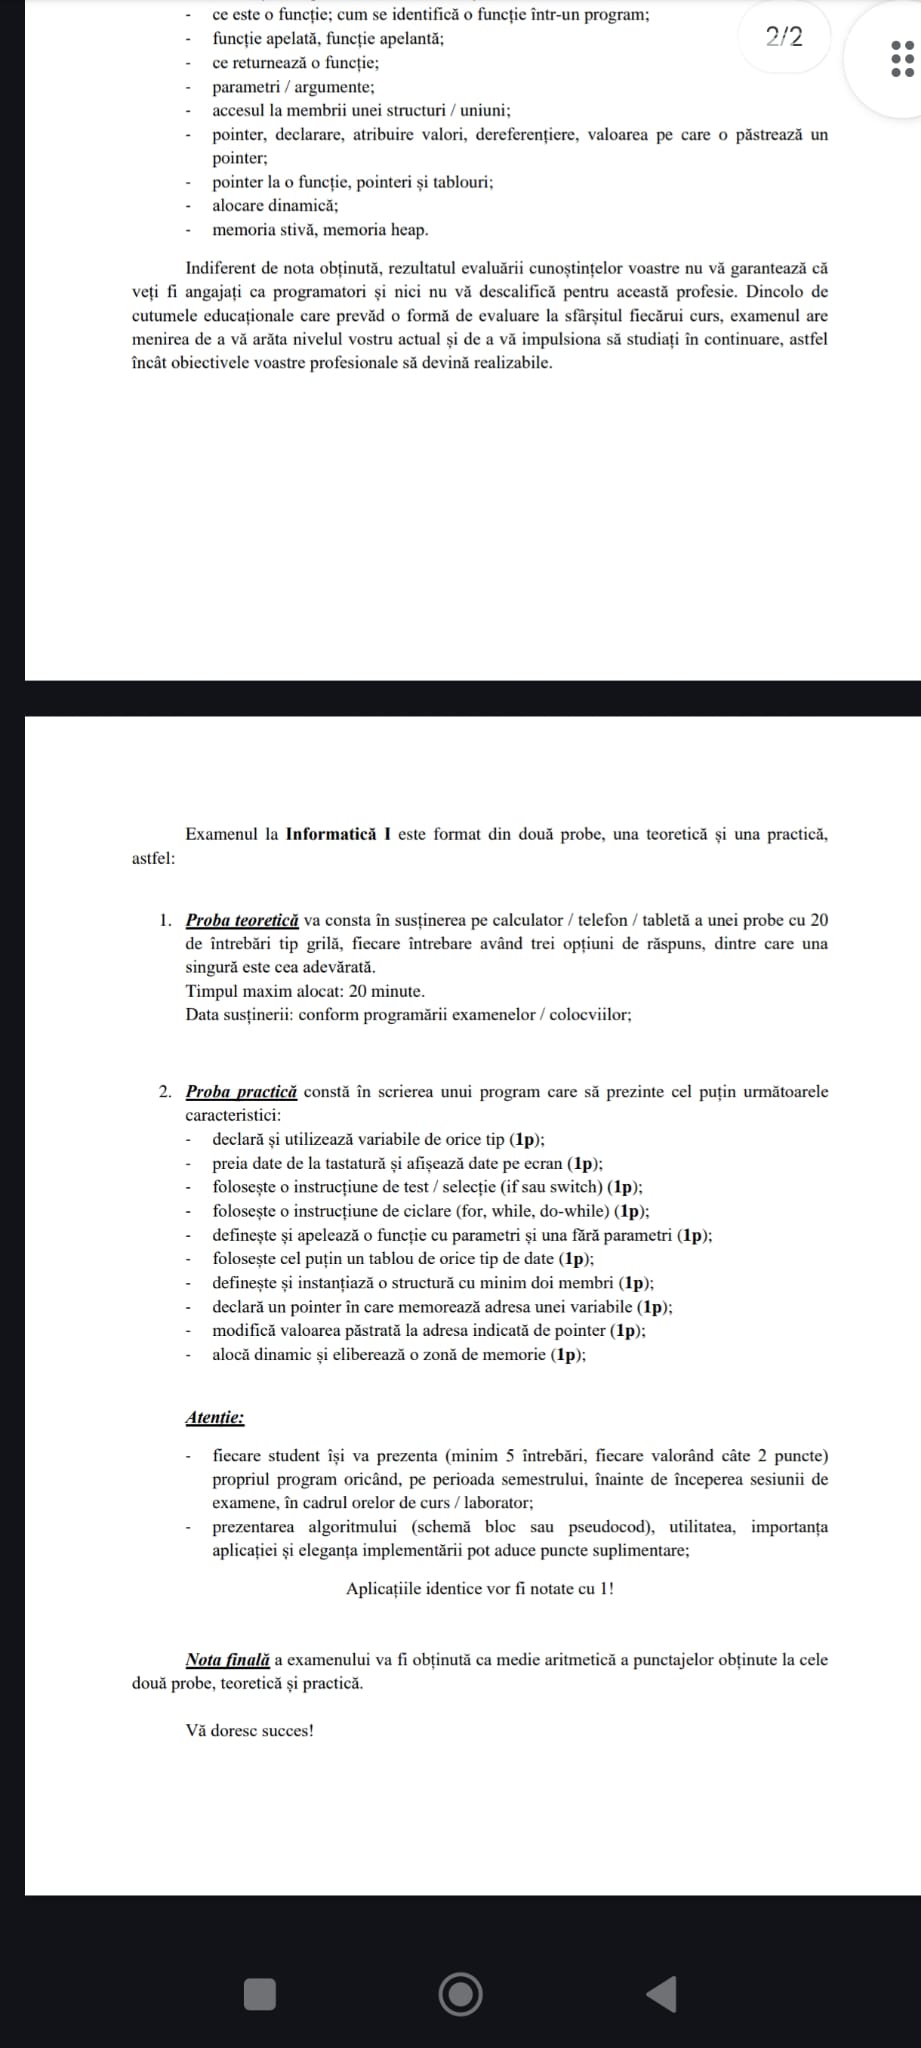 - ce este o funcție; cum se identifică o funcție într-un program;
2/2
- funcție apelată, funcție apelantă;
- ce returnează o funcție;
- parametri / argumente;
- accesul la membrii unei structuri / uniuni;
- pointer, declarare, atribuire valori, dereferențiere, valoarea pe care o păstrează un
pointer;
- pointer la o funcție, pointeri și tablouri;
- alocare dinamică;
- memoria stivă, memoria heap.
Indiferent de nota obținută, rezultatul evaluării cunoștințelor voastre nu vă garantează că
veți fi angajați ca programatori și nici nu vă descalifică pentru această profesie. Dincolo de
cutumele educaționale care prevăd o formă de evaluare la sfârșitul fiecărui curs, examenul are
menirea de a vă arăta nivelul vostru actual și de a vă impulsiona să studiați în continuare, astfel
încât obiectivele voastre profesionale să devină realizabile.
Examenul la Informatică I este format din două probe, una teoretică și una practică,
astfel:
1. Proba teoretică va consta în susținerea pe calculator / telefon / tabletă a unei probe cu 20
de întrebări tip grilă, fiecare întrebare având trei opțiuni de răspuns, dintre care una
singură este cea adevărată.
Timpul maxim alocat: 20 minute.
Data susținerii: conform programării examenelor / colocviilor;
2. Proba practică constă în scrierea unui program care să prezinte cel puțin următoarele
caracteristici:
- declară și utilizează variabile de orice tip (1p);
- preia date de la tastatură și afișează date pe ecran (1p);
- folosește o instrucțiune de test / selecție (if sau switch) (1p);
- folosește o instrucțiune de ciclare (for, while, do-while) (1p);
- definește și apelează o funcție cu parametri și una fără parametri (1p);
- folosește cel puțin un tablou de orice tip de date (1p);
- definește și instanțiază o structură cu minim doi membri (1p);
- declară un pointer în care memorează adresa unei variabile (1p);
- modifică valoarea păstrată la adresa indicată de pointer (1p);
- alocă dinamic și eliberează o zonă de memorie (1p);
Atenție:
- fiecare student își va prezenta (minim 5 întrebări, fiecare valorând câte 2 puncte)
propriul program oricând, pe perioada semestrului, înainte de începerea sesiunii de
examene, în cadrul orelor de curs / laborator;
- prezentarea algoritmului (schemă bloc sau pseudocod), utilitatea, importanța
aplicației și eleganța implementării pot aduce puncte suplimentare;
Aplicațiile identice vor fi notate cu 1!
Nota finală a examenului va fi obținută ca medie aritmetică a punctajelor obținute la cele
două probe, teoretică și practică.
Vă doresc succes!